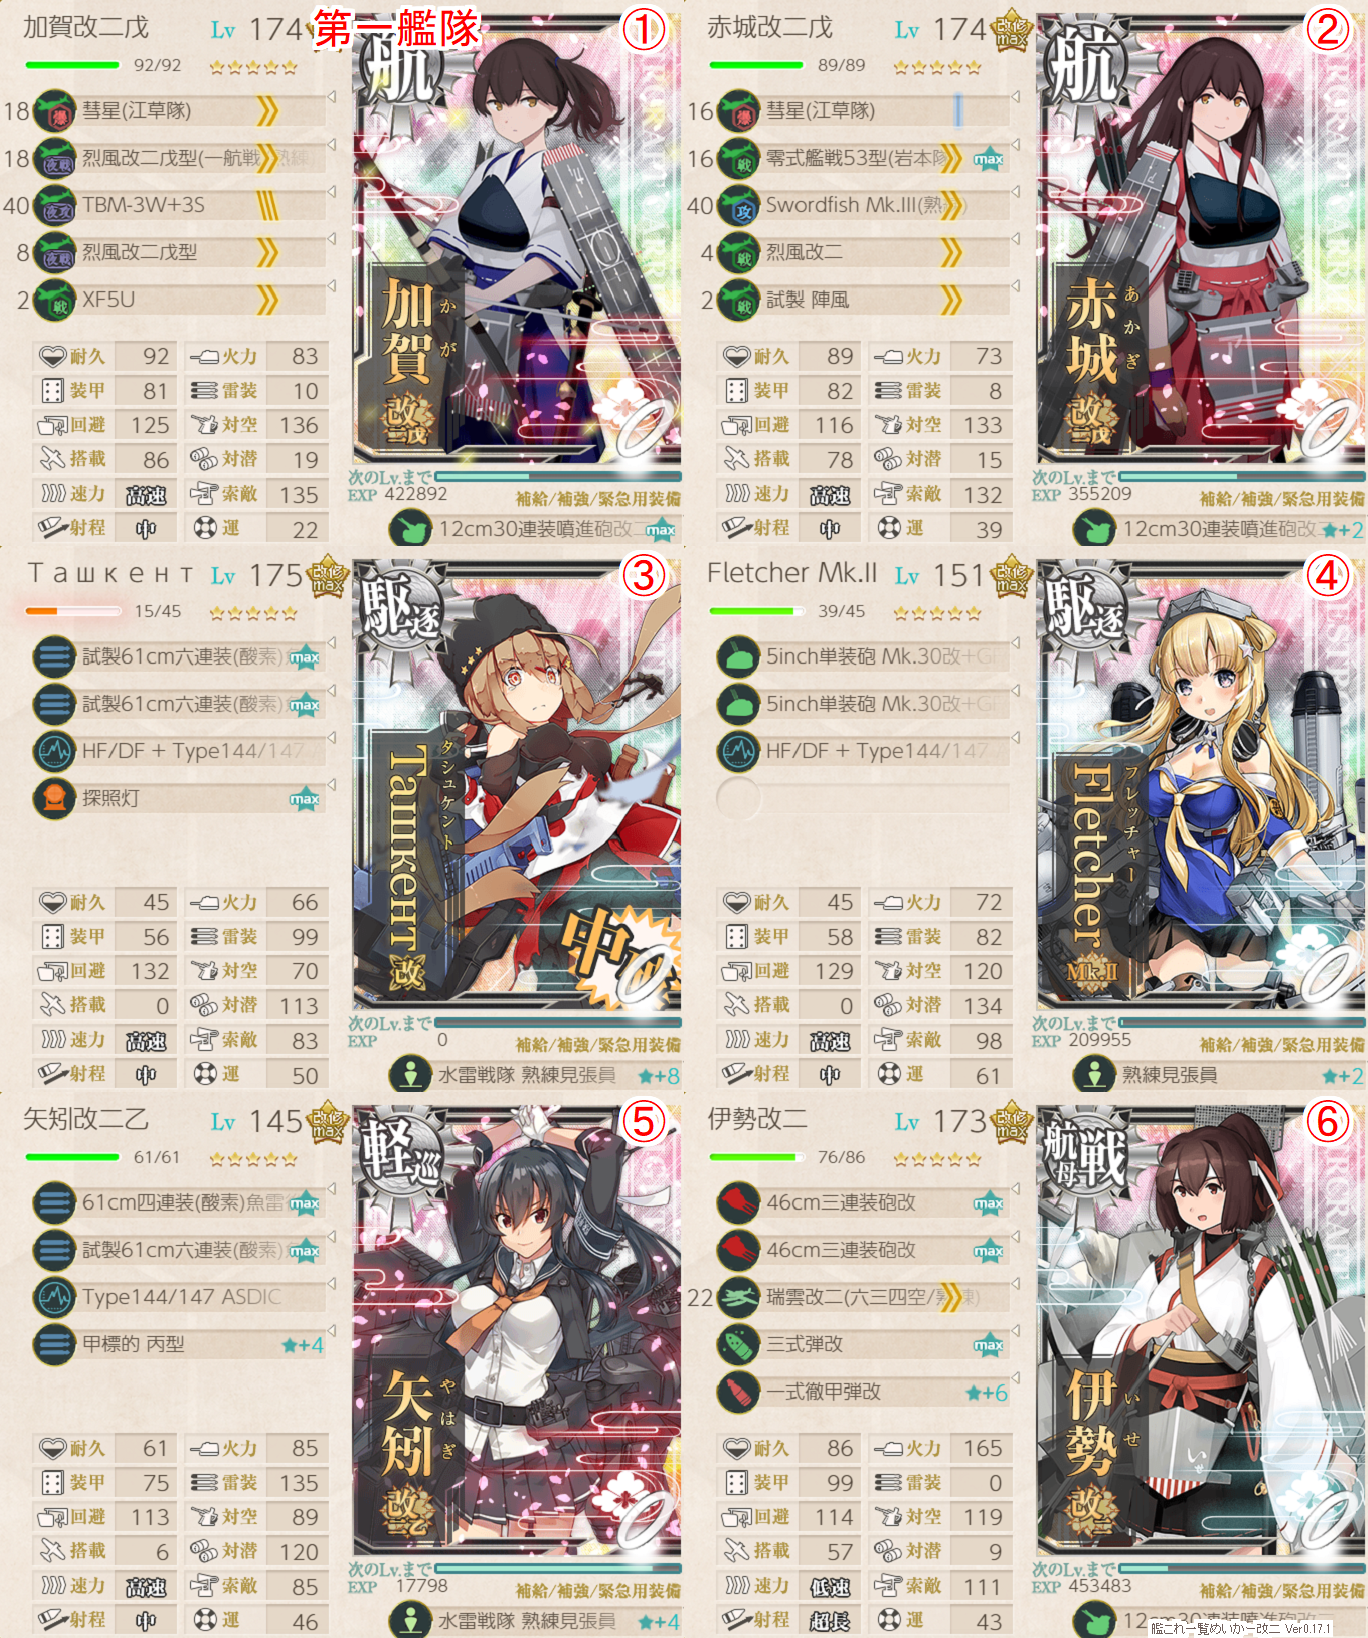 第一艦隊
加賀改二戊 Lv 174
①
92/92
18 彗星(江草隊)
18 烈風改二戊型(一航戦
40 TBM-3W+3S
8 烈風改二戊型
2 XF5U
耐久 92 火力 83
装甲 81 雷装 10
回避 125 対空 136
搭載 86 対潜 19
速力 高速 索敵 135
射程 中 運 22
航
加賀 かが
改二戊
次のLv.まで
EXP 422892 補給/補強/緊急用装備
12cm30連装噴進砲改二 max
赤城改二戊 Lv 174 改修max
②
89/89
16 彗星(江草隊)
16 零式艦戦53型(岩本隊 max
40 Swordfish Mk.III(熟
4 烈風改二
2 試製 陣風
耐久 89 火力 73
装甲 82 雷装 8
回避 116 対空 133
搭載 78 対潜 15
速力 高速 索敵 132
射程 中 運 39
航
赤城 あかぎ
改二戊
次のLv.まで
EXP 355209 補給/補強/緊急用装備
12cm30連装噴進砲改二 +2
Ташкент Lv 175 改修max
③
15/45
試製61cm六連装(酸素) max
試製61cm六連装(酸素) max
HF/DF + Type144/147
探照灯 max
耐久 45 火力 66
装甲 56 雷装 99
回避 132 対空 70
搭載 0 対潜 113
速力 高速 索敵 83
射程 中 運 50
駆逐
Ташкент タシュケント
改
中
次のLv.まで
EXP 0 補給/補強/緊急用装備
水雷戦隊 熟練見張員 ★+8
Fletcher Mk.II Lv 151 改修max
④
39/45
5inch単装砲 Mk.30改+G
5inch単装砲 Mk.30改+G
HF/DF + Type144/147
耐久 45 火力 72
装甲 58 雷装 82
回避 129 対空 120
搭載 0 対潜 134
速力 高速 索敵 98
射程 中 運 61
駆逐
Fletcher フレッチャー
Mk.II
次のLv.まで
EXP 209955 補給/補強/緊急用装備
熟練見張員 ★+2
矢矧改二乙 Lv 145 改修max
⑤
61/61
61cm四連装(酸素)魚雷 max
試製61cm六連装(酸素) max
Type144/147 ASDIC
甲標的 丙型 ★+4
耐久 61 火力 85
装甲 75 雷装 135
回避 113 対空 89
搭載 6 対潜 120
速力 高速 索敵 85
射程 中 運 46
軽巡
矢矧 やはぎ
改二乙
次のLv.まで
EXP 17798 補給/補強/緊急用装備
水雷戦隊 熟練見張員 ★+4
伊勢改二 Lv 173 改修max
⑥
76/86
46cm三連装砲改 max
46cm三連装砲改 max
22 瑞雲改二(六三四空/熟練)
三式弾改 max
一式徹甲弾改 ★+6
耐久 86 火力 165
装甲 99 雷装 0
回避 114 対空 119
搭載 57 対潜 9
速力 低速 索敵 111
射程 超長 運 43
航戦 航母
伊勢 いせ
改二
次のLv.まで
EXP 453483 補給/補強/緊急用装備
12cm30連装噴進砲改二
艦これ一覧めいかー改二 Ver0.17.1